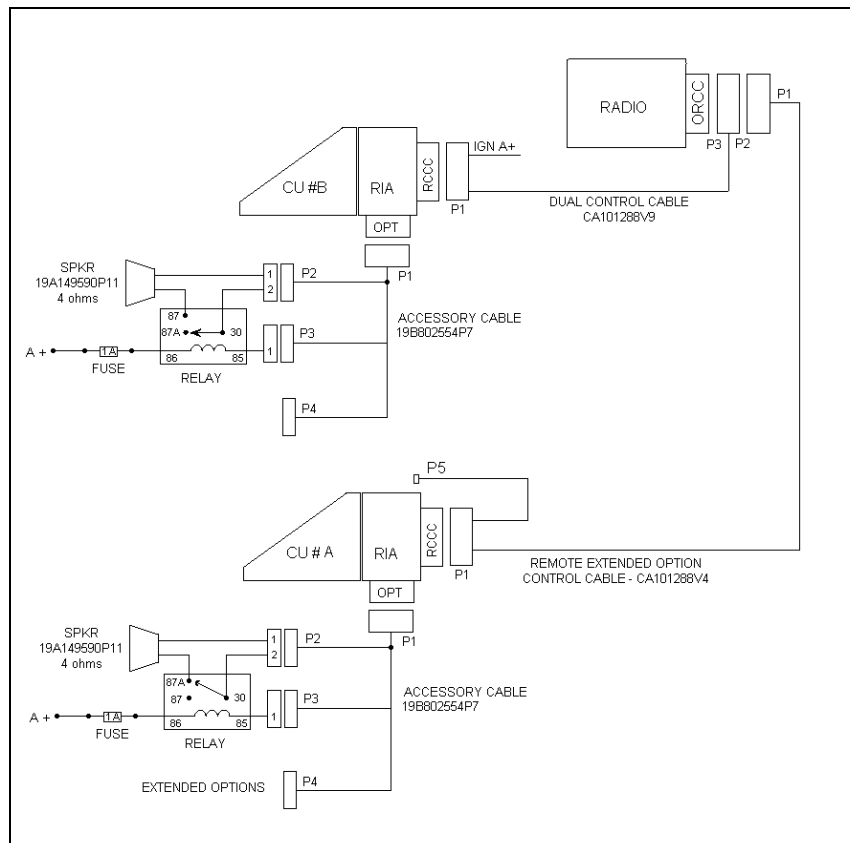 RADIO
ORCC
P1
P3
P2
IGN A+
CU #B
RIA
RCCC
P1
DUAL CONTROL CABLE
CA101288V9
OPT
SPKR
19A149590P11
4 ohms
1
2
P2
P1
87
87A
30
P3
ACCESSORY CABLE
19B802554P7
A +
1A
86
85
1
FUSE
RELAY
P4
P5
CU # A
RIA
RCCC
P1
REMOTE EXTENDED OPTION
CONTROL CABLE - CA101288V4
OPT
SPKR
19A149590P11
4 ohms
1
2
P2
P1
87A
87
30
P3
ACCESSORY CABLE
19B802554P7
A +
1A
86
85
1
FUSE
RELAY
EXTENDED OPTIONS
P4